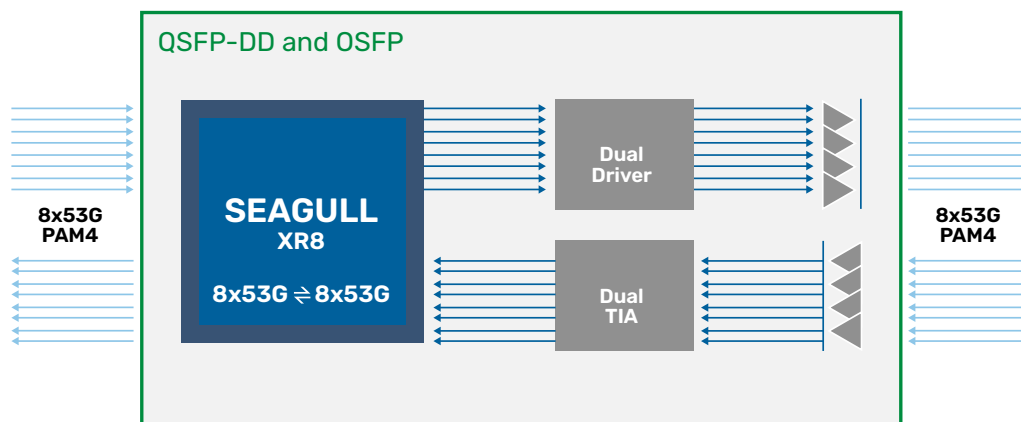 QSFP-DD and OSFP
8x53G
PAM4
SEAGULL
XR8
8x53G ⇌ 8x53G
Dual
Driver
Dual
TIA
8x53G
PAM4